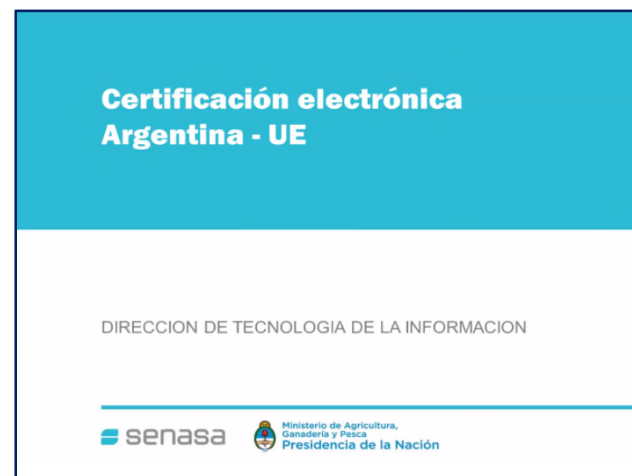 Certificación electrónica
Argentina - UE
DIRECCION DE TECNOLOGIA DE LA INFORMACION
senasa
Ministerio de Agricultura,
Ganadería y Pesca
Presidencia de la Nación